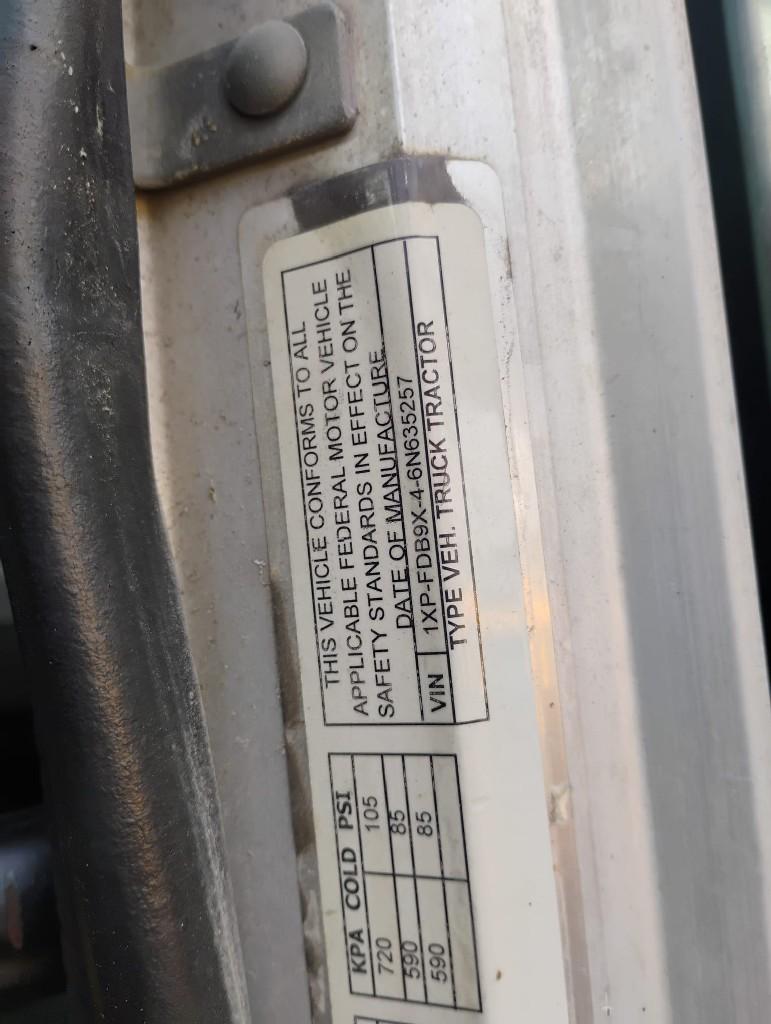 THIS VEHICLE CONFORMS TO ALL
APPLICABLE FEDERAL MOTOR VEHICLE
SAFETY STANDARDS IN EFFECT ON THE
DATE OF MANUFACTURE
VIN 1XP-FDB9X-4-6N635257
TYPE VEH. TRUCK TRACTOR
KPA COLD PSI
720 105
590 85
590 85